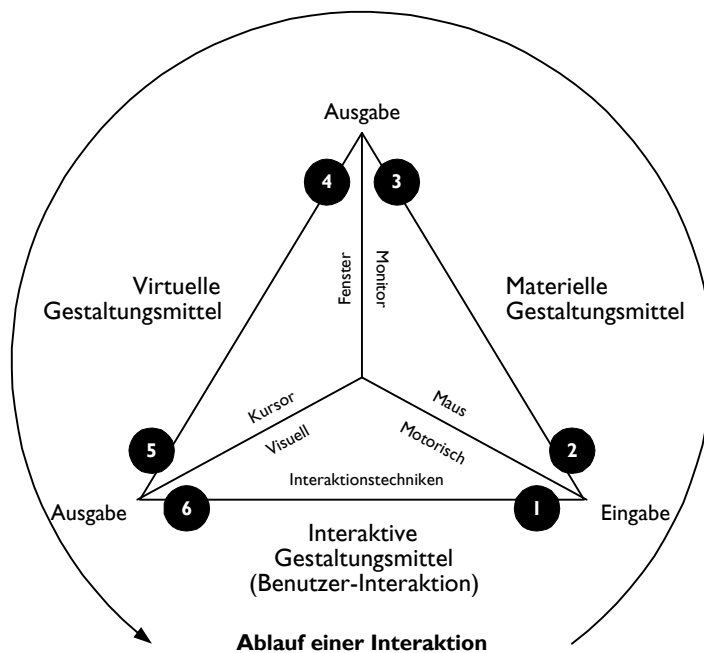 Ausgabe
4
3
Fenster
Monitor
Virtuelle
Gestaltungsmittel
Materielle
Gestaltungsmittel
Kursor
Visuell
Maus
Motorisch
5
2
Interaktionstechniken
Ausgabe
6
1
Eingabe
Interaktive
Gestaltungsmittel
(Benutzer-Interaktion)
Ablauf einer Interaktion